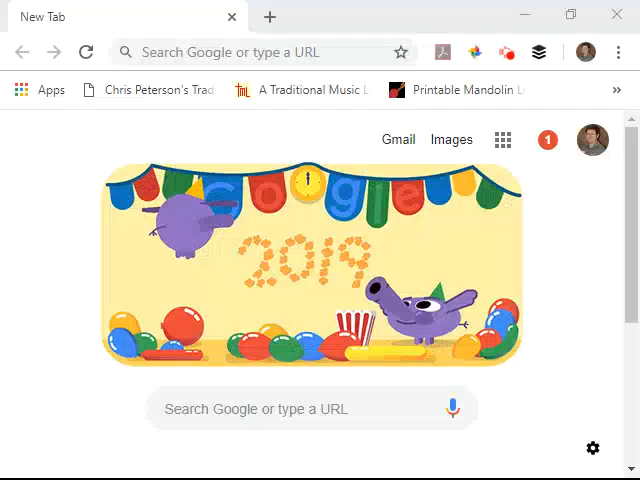 New Tab
Search Google or type a URL
Apps Chris Peterson's Trad A Traditional Music L Printable Mandolin L
Gmail Images 1
Google
2019
Search Google or type a URL